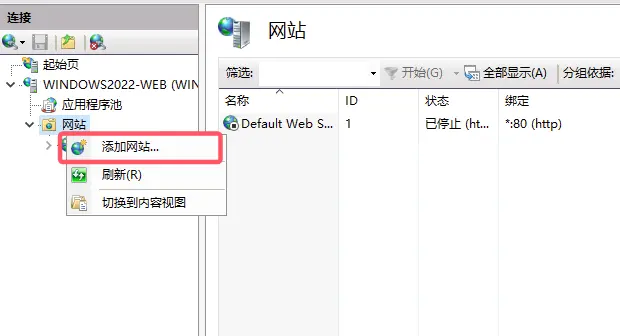 连接
起始页
WINDOWS2022-WEB (WIN
应用程序池
网站
添加网站...
刷新(R)
切换到内容视图
网站
筛选: 开始(G) 全部显示(A) 分组依据:
名称 ID 状态 绑定
Default Web S... 1 已停止 (ht... *:80 (http)